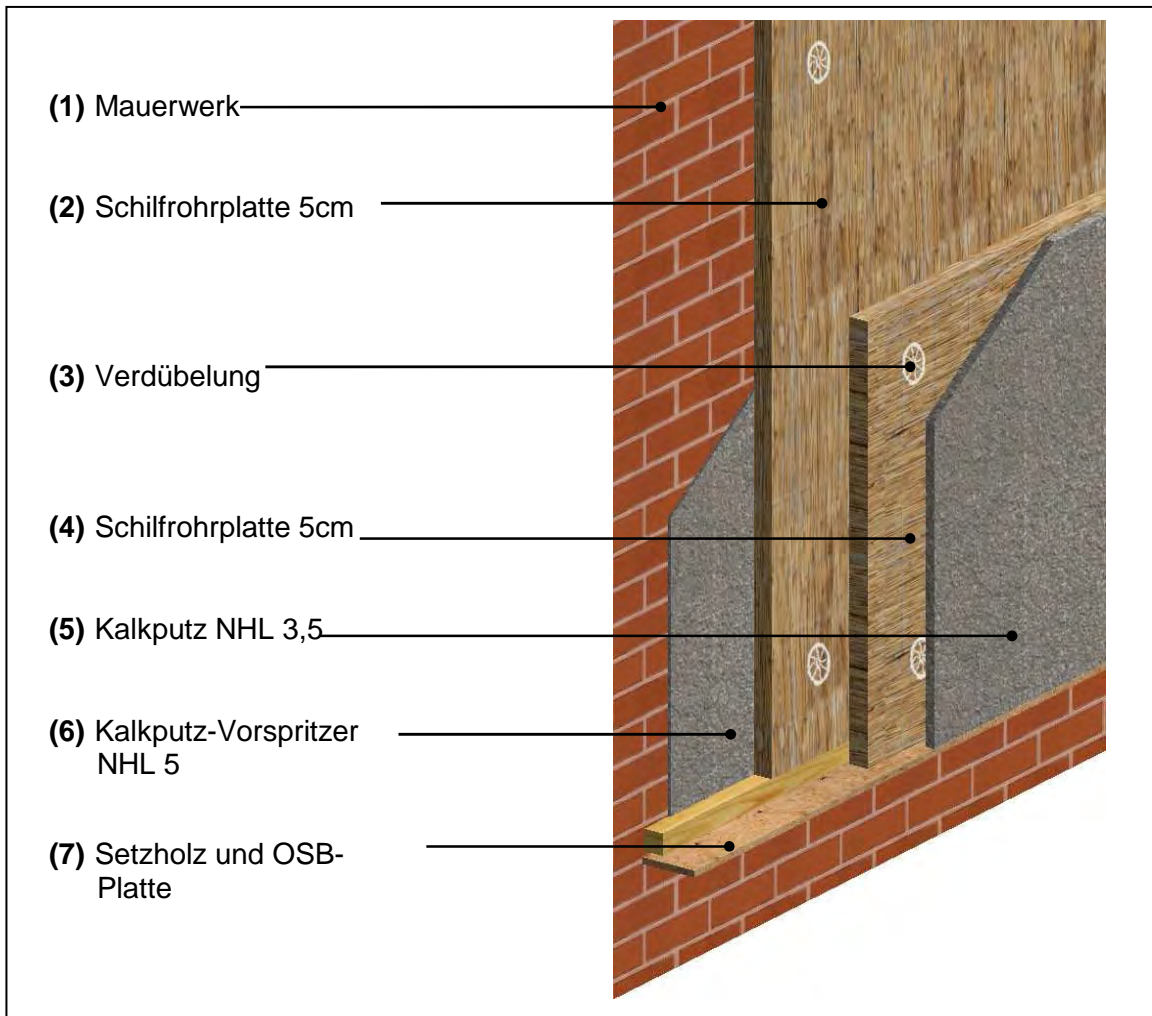 (1) Mauerwerk
(2) Schilfrohrplatte 5cm
(3) Verdübelung
(4) Schilfrohrplatte 5cm
(5) Kalkputz NHL 3,5
(6) Kalkputz-Vorspritzer
NHL 5
(7) Setzholz und OSB-
Platte